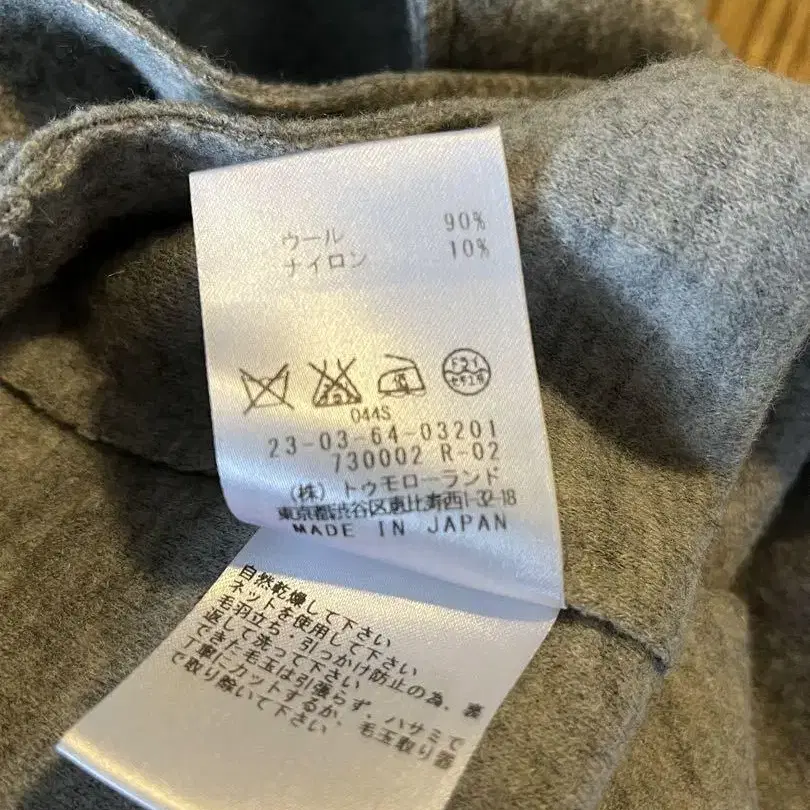 ウール 90%
ナイロン 10%
ドライ
セキユ系
044S
23-03-64-03201
730002 R-02
(株) トゥモローランド
東京都渋谷区恵比寿西1-32-18
MADE IN JAPAN
自然乾燥して下さい
ネットを使用して下さい
毛羽立ち・引っかけ防止の為、裏
返して洗って下さい
できた毛玉は引張らず、ハサミで
丁寧にカットするか、毛玉取り器
で取り除いて下さい